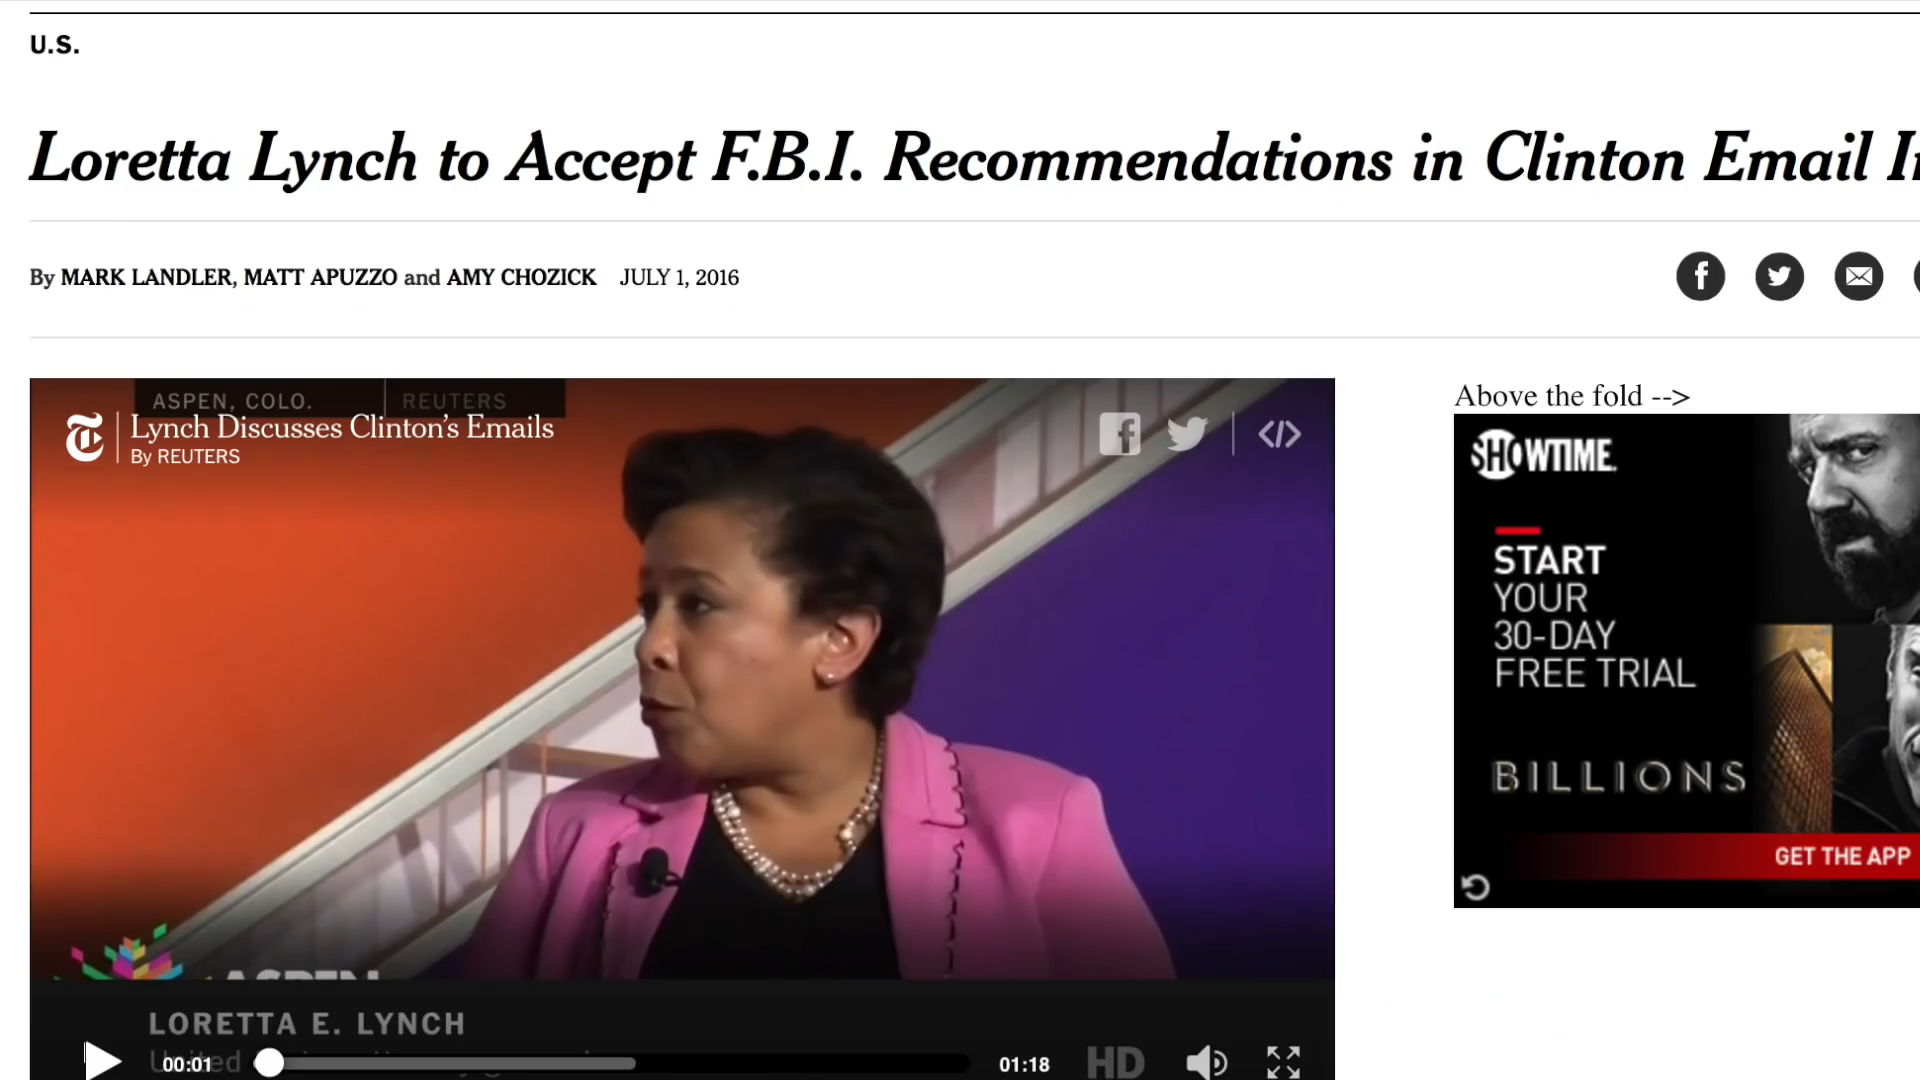 U.S.
Loretta Lynch to Accept F.B.I. Recommendations in Clinton Email
By MARK LANDLER, MATT APUZZO and AMY CHOZICK JULY 1, 2016
ASPEN, COLO. REUTERS
Lynch Discusses Clinton's Emails
By REUTERS
Above the fold -->
SHOWTIME
START
YOUR
30-DAY
FREE TRIAL
BILLIONS
GET THE APP
ASPEN
LORETTA E. LYNCH
United
00:01
01:18
HD